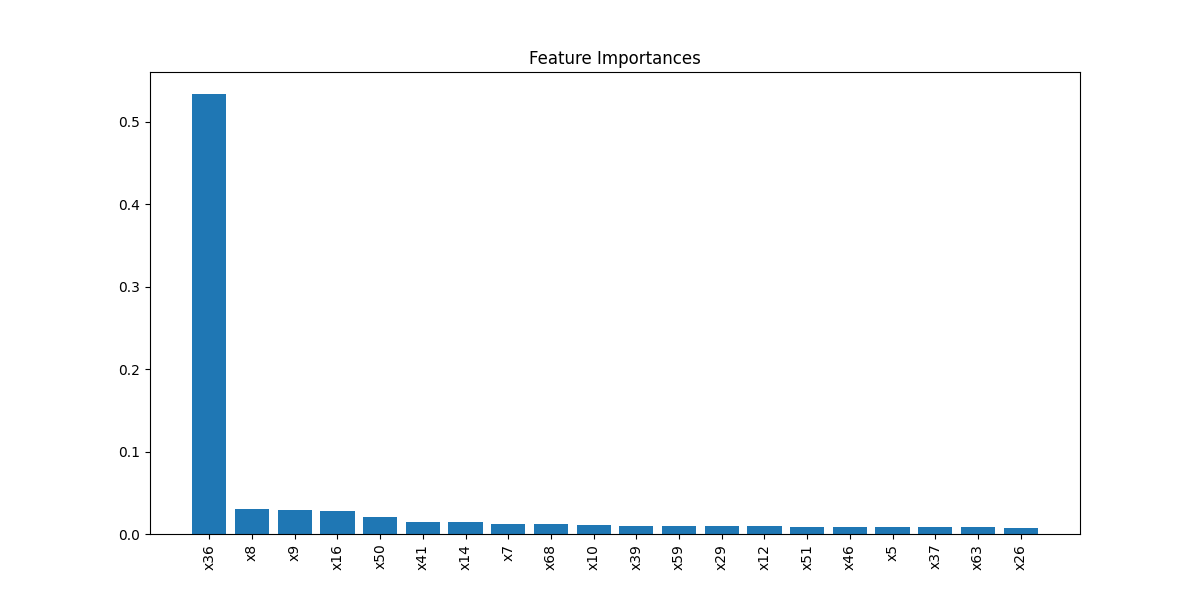 Feature Importances
0.5
0.4
0.3
0.2
0.1
0.0
x36
x8
x9
x16
x50
x41
x14
x7
x68
x10
x39
x59
x29
x12
x51
x46
x5
x37
x63
x26